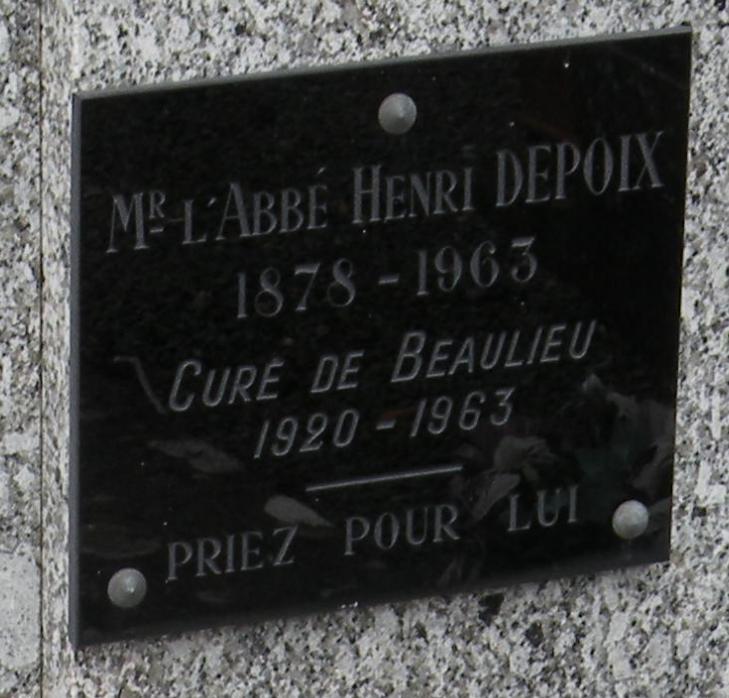 MR L'ABBÉ HENRI DEPOIX
1878 - 1963
CURÉ DE BEAULIEU
1920 - 1963
PRIEZ POUR LUI